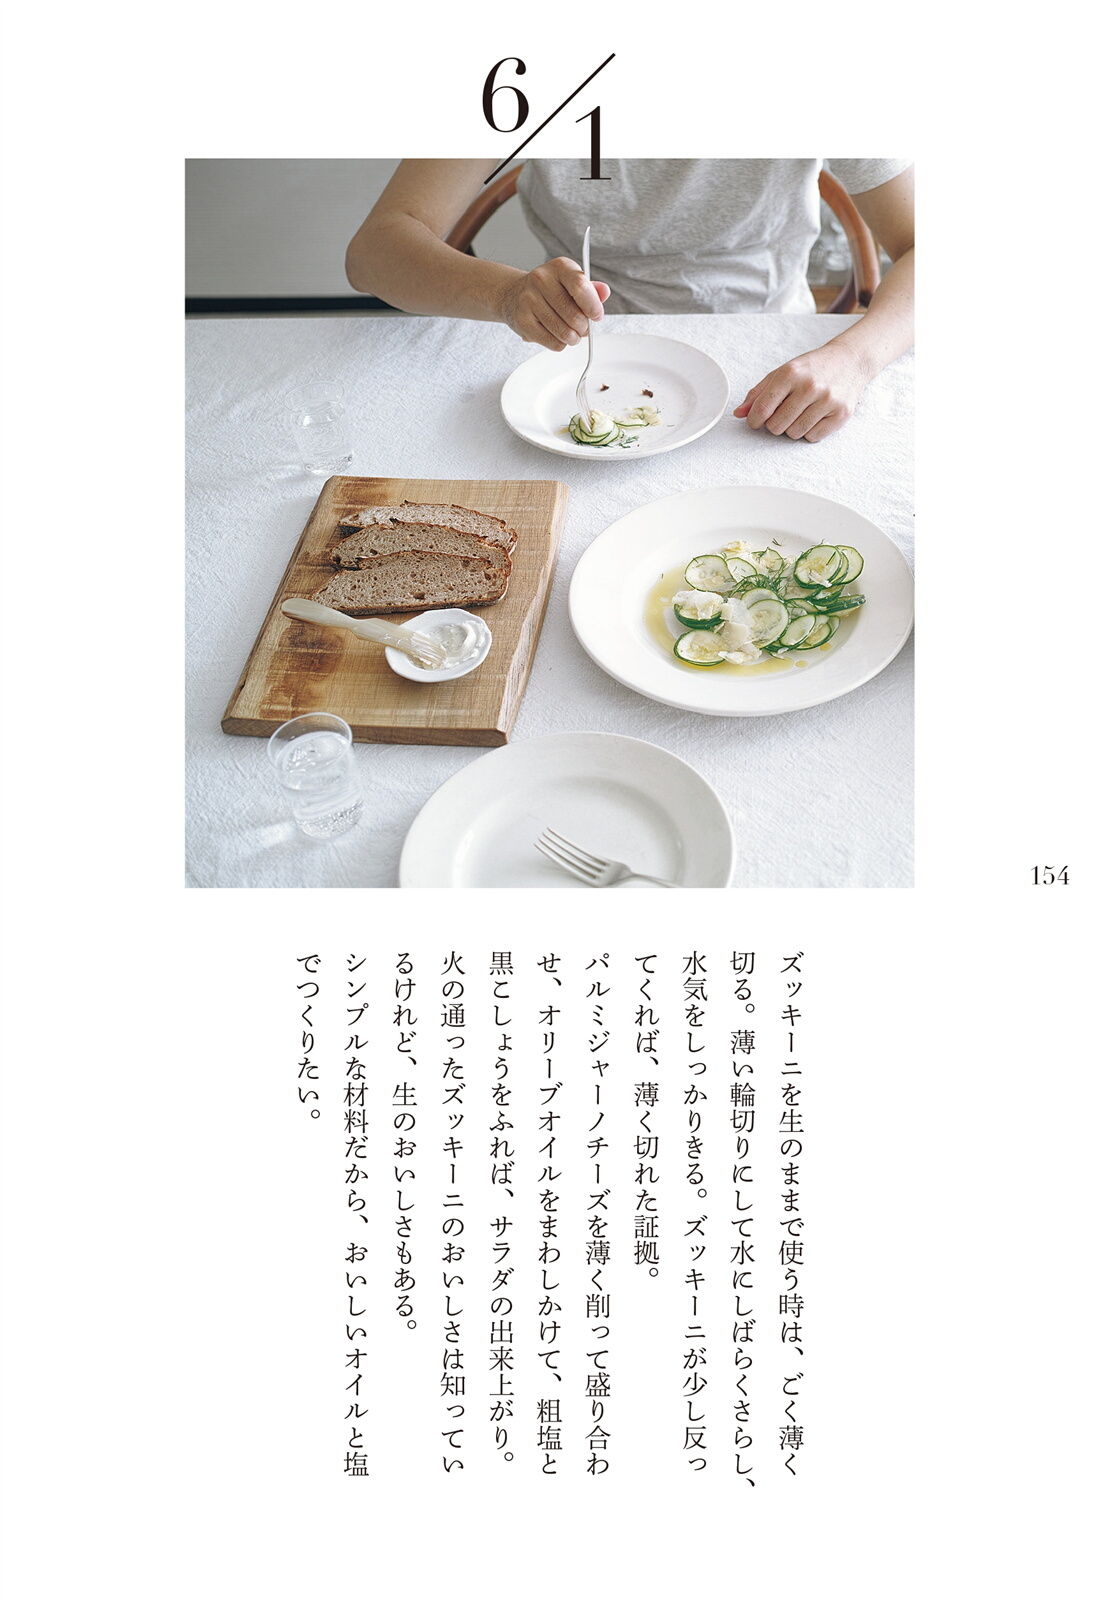 6/1
154
ズッキーニを生のままで使う時は、ごく薄く
切る。薄い輪切りにして水にしばらくさらし、
水気をしっかりきる。ズッキーニが少し反っ
てくれば、薄く切れた証拠。
パルミジャーノチーズを薄く削って盛り合わ
せ、オリーブオイルをまわしかけて、粗塩と
黒こしょうをふれば、サラダの出来上がり。
火の通ったズッキーニのおいしさは知ってい
るけれど、生のおいしさもある。
シンプルな材料だから、おいしいオイルと塩
でつくりたい。